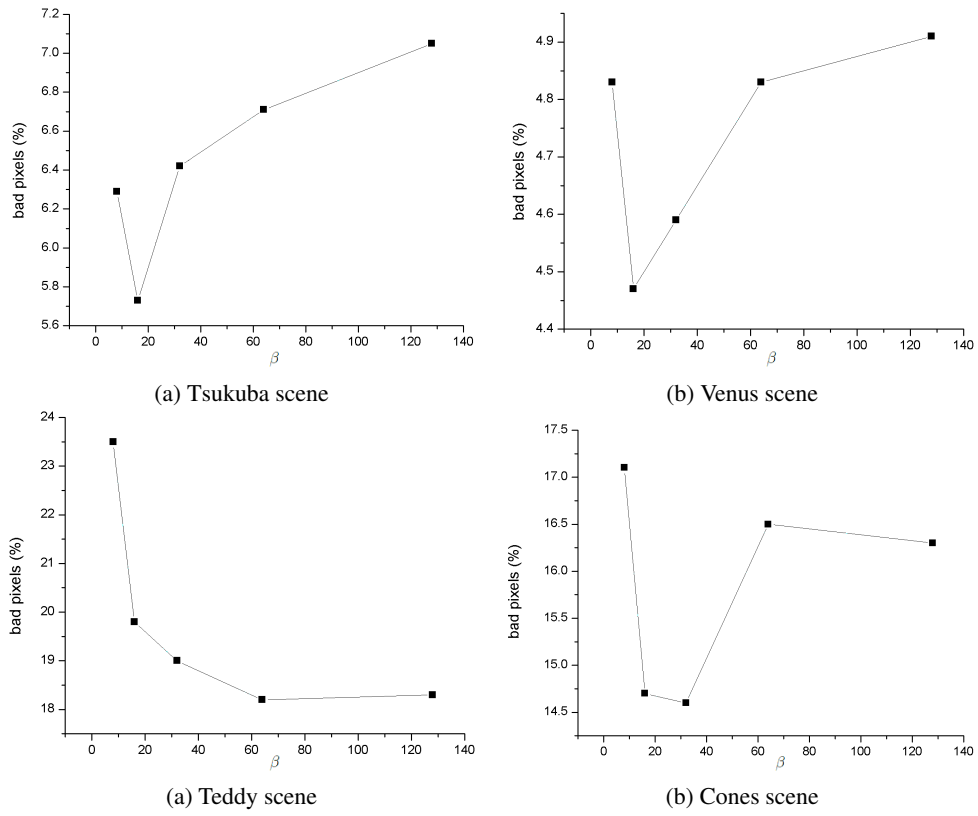 7.2
7.0
6.8
6.6
6.4
6.2
6.0
5.8
5.6
bad pixels (%)
0 20 40 60 80 100 120 140
β
(a) Tsukuba scene
4.9
4.8
4.7
4.6
4.5
4.4
bad pixels (%)
0 20 40 60 80 100 120 140
β
(b) Venus scene
24
23
22
21
20
19
18
bad pixels (%)
0 20 40 60 80 100 120 140
β
(a) Teddy scene
17.5
17.0
16.5
16.0
15.5
15.0
14.5
bad pixels (%)
0 20 40 60 80 100 120 140
β
(b) Cones scene